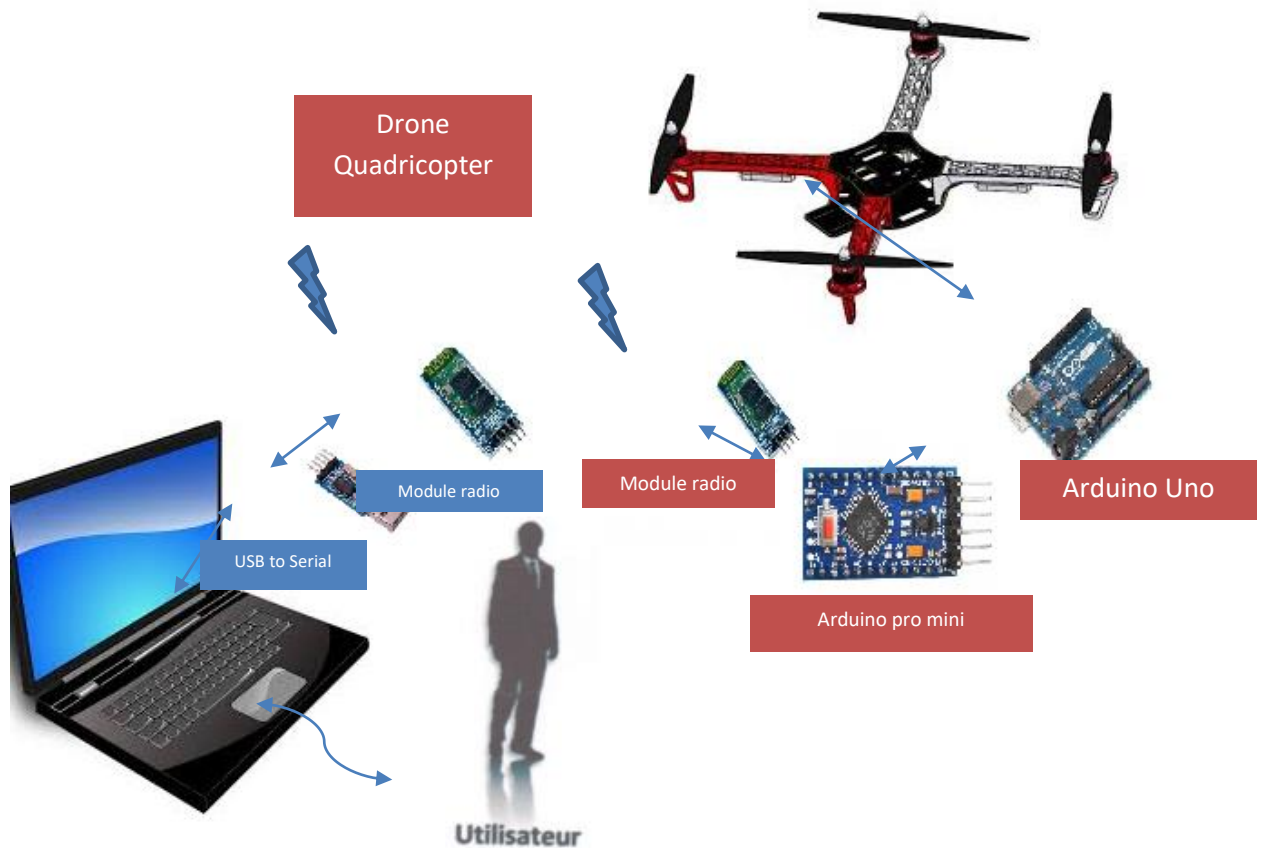 Drone
Quadricopter
Module radio
Module radio
Arduino Uno
USB to Serial
Arduino pro mini
Utilisateur